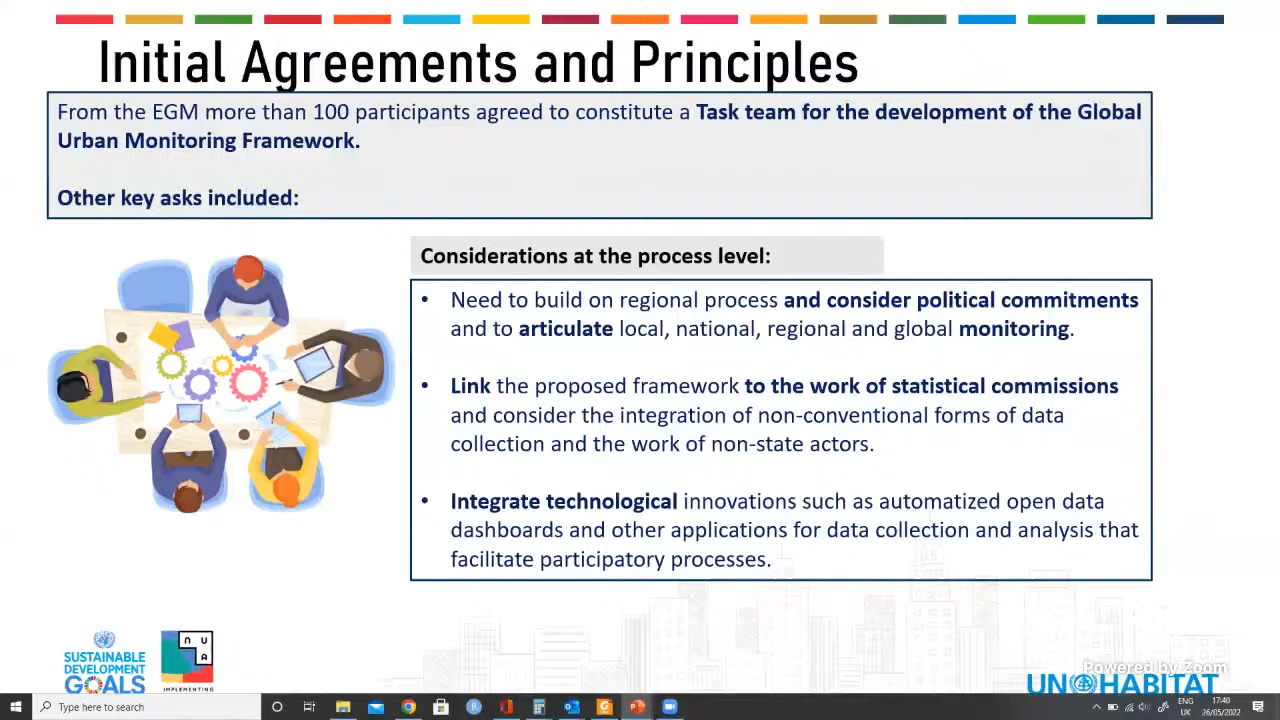 Initial Agreements and Principles
From the EGM more than 100 participants agreed to constitute a Task team for the development of the Global
Urban Monitoring Framework.
Other key asks included:
Considerations at the process level:
• Need to build on regional process and consider political commitments
and to articulate local, national, regional and global monitoring.
• Link the proposed framework to the work of statistical commissions
and consider the integration of non-conventional forms of data
collection and the work of non-state actors.
• Integrate technological innovations such as automatized open data
dashboards and other applications for data collection and analysis that
facilitate participatory processes.
SUSTAINABLE
DEVELOPMENT
GOALS
N U
A
IMPLEMENTING
Powered by Zoom
UN HABITAT
Type here to search
ENG
UK
17:40
26/05/2022